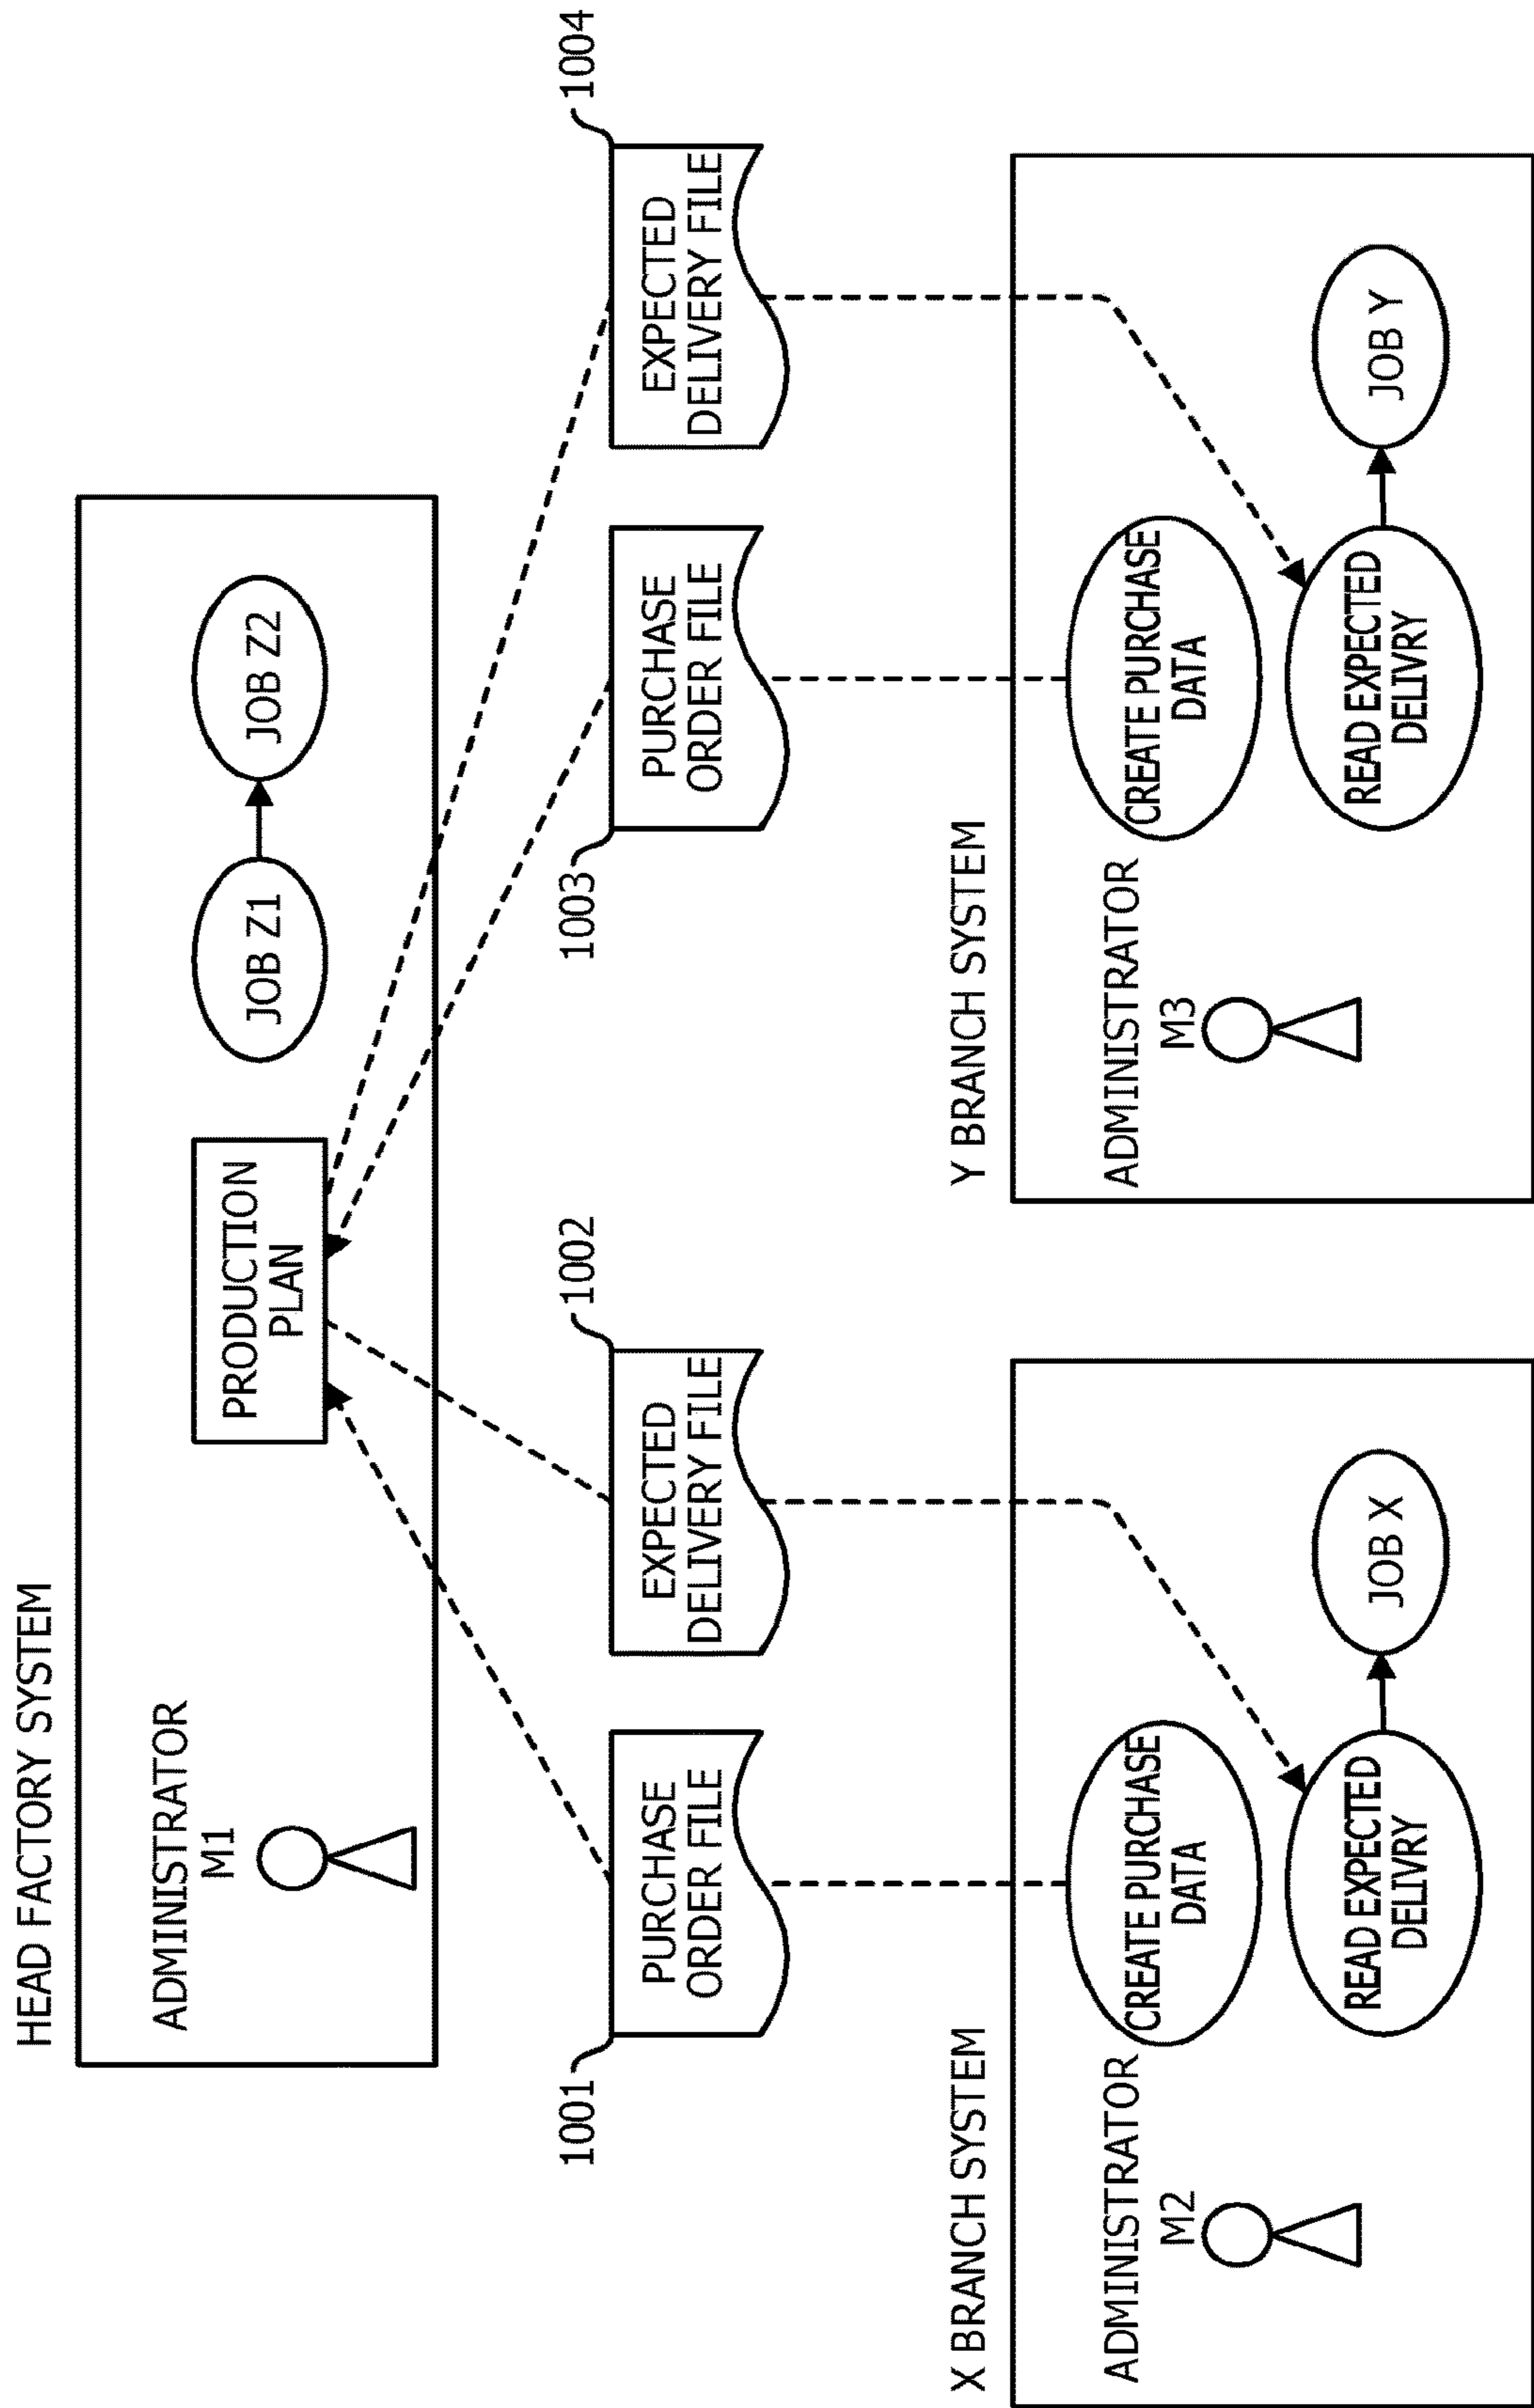 HEAD FACTORY SYSTEM
ADMINISTRATOR
M1
PRODUCTION
PLAN
JOB Z1
JOB Z2
1001
PURCHASE
ORDER FILE
1002
EXPECTED
DELIVERY FILE
1003
PURCHASE
ORDER FILE
1004
EXPECTED
DELIVERY FILE
X BRANCH SYSTEM
ADMINISTRATOR
M2
CREATE PURCHASE
DATA
READ EXPECTED
DELIVRY
JOB X
Y BRANCH SYSTEM
ADMINISTRATOR
M3
CREATE PURCHASE
DATA
READ EXPECTED
DELIVRY
JOB Y